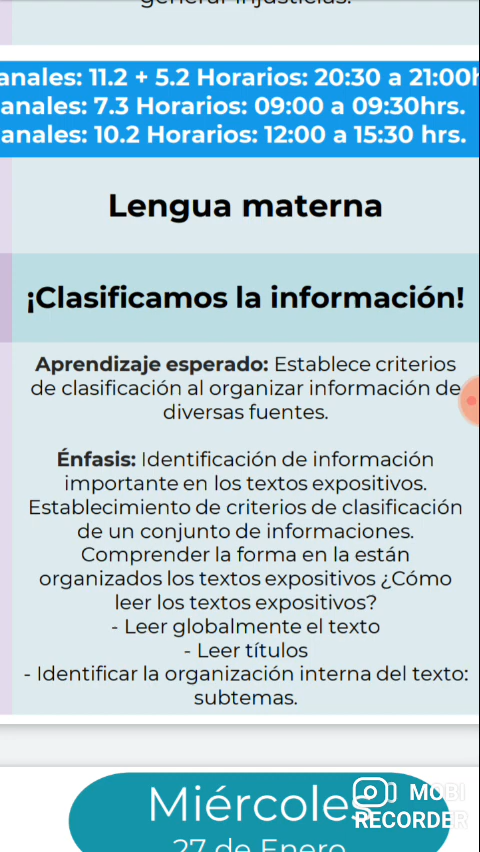 anales: 11.2 + 5.2 Horarios: 20:30 a 21:00h
anales: 7.3 Horarios: 09:00 a 09:30hrs.
anales: 10.2 Horarios: 12:00 a 15:30 hrs.
Lengua materna
¡Clasificamos la información!
Aprendizaje esperado: Establece criterios
de clasificación al organizar información de
diversas fuentes.
Énfasis: Identificación de información
importante en los textos expositivos.
Establecimiento de criterios de clasificación
de un conjunto de informaciones.
Comprender la forma en la están
organizados los textos expositivos ¿Cómo
leer los textos expositivos?
- Leer globalmente el texto
- Leer títulos
- Identificar la organización interna del texto:
subtemas.
Miércoles
27 de Enero
MOBI
RECORDER